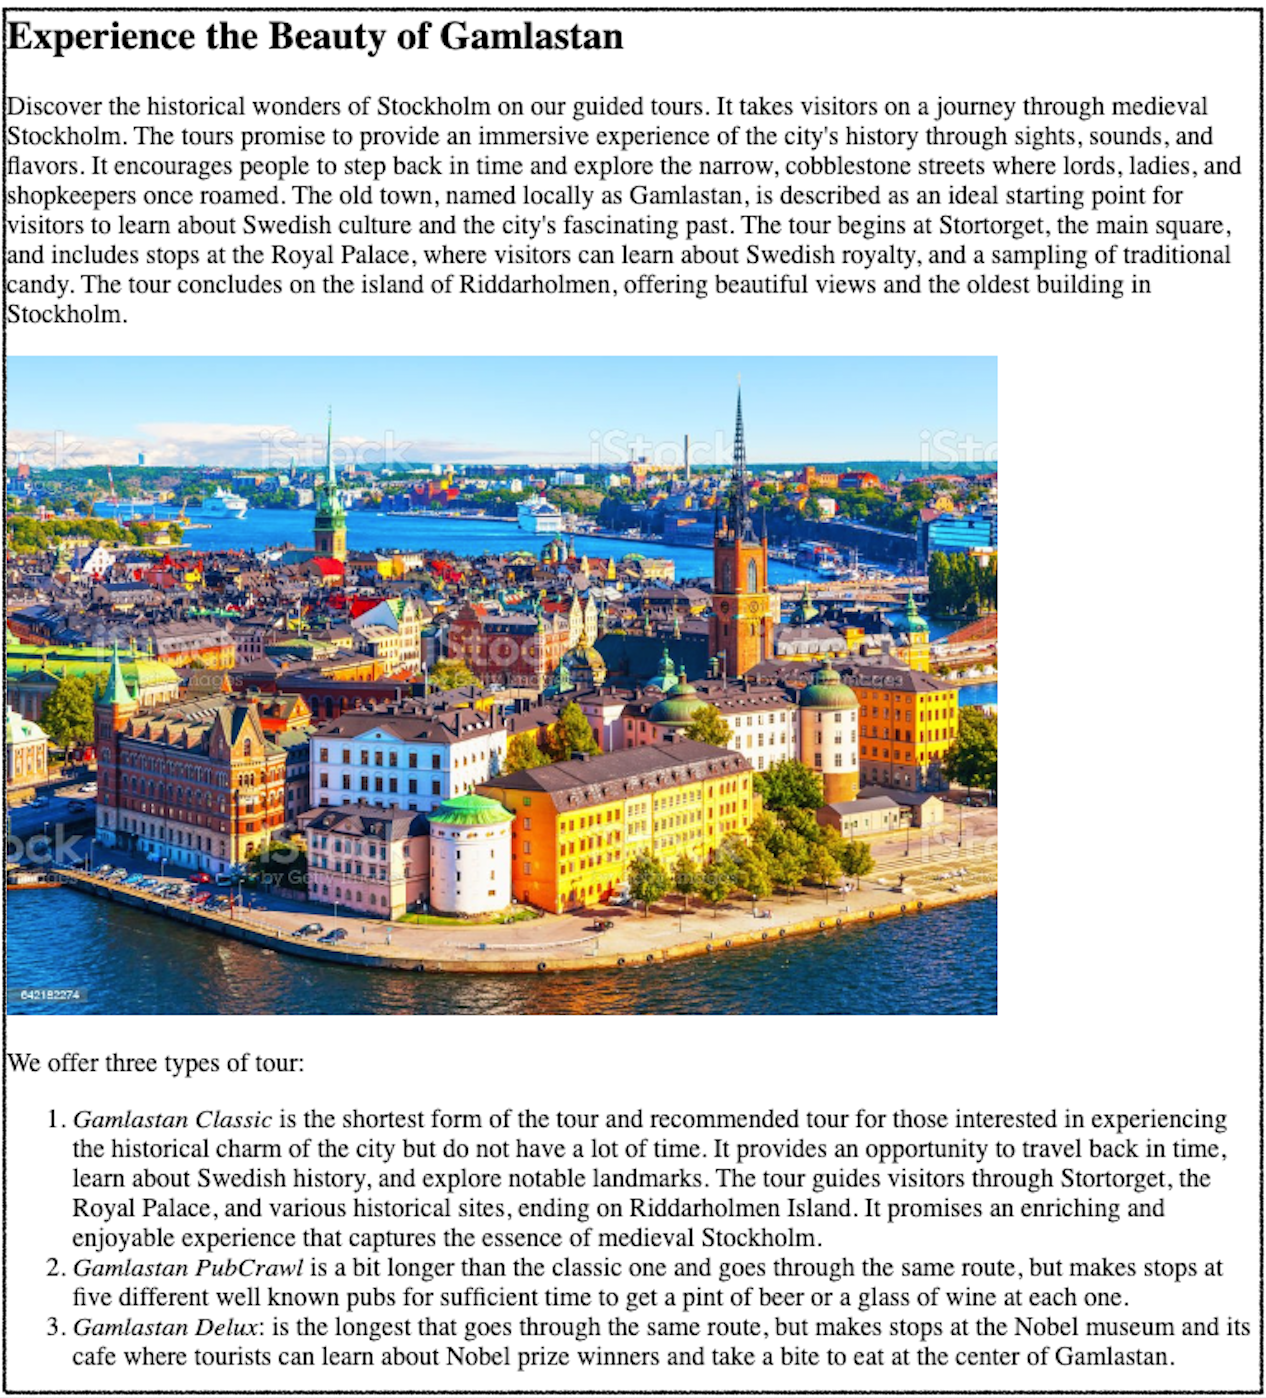 Experience the Beauty of Gamlastan
Discover the historical wonders of Stockholm on our guided tours. It takes visitors on a journey through medieval
Stockholm. The tours promise to provide an immersive experience of the city's history through sights, sounds, and
flavors. It encourages people to step back in time and explore the narrow, cobblestone streets where lords, ladies, and
shopkeepers once roamed. The old town, named locally as Gamlastan, is described as an ideal starting point for
visitors to learn about Swedish culture and the city's fascinating past. The tour begins at Stortorget, the main square,
and includes stops at the Royal Palace, where visitors can learn about Swedish royalty, and a sampling of traditional
candy. The tour concludes on the island of Riddarholmen, offering beautiful views and the oldest building in
Stockholm.
ck iStock iStock iStc
iStock iStock iStock
by Getty Images
ock iStock iStock iSto
by Getty Images
642182274
We offer three types of tour:
1. Gamlastan Classic is the shortest form of the tour and recommended tour for those interested in experiencing
the historical charm of the city but do not have a lot of time. It provides an opportunity to travel back in time,
learn about Swedish history, and explore notable landmarks. The tour guides visitors through Stortorget, the
Royal Palace, and various historical sites, ending on Riddarholmen Island. It promises an enriching and
enjoyable experience that captures the essence of medieval Stockholm.
2. Gamlastan PubCrawl is a bit longer than the classic one and goes through the same route, but makes stops at
five different well known pubs for sufficient time to get a pint of beer or a glass of wine at each one.
3. Gamlastan Delux: is the longest that goes through the same route, but makes stops at the Nobel museum and its
cafe where tourists can learn about Nobel prize winners and take a bite to eat at the center of Gamlastan.